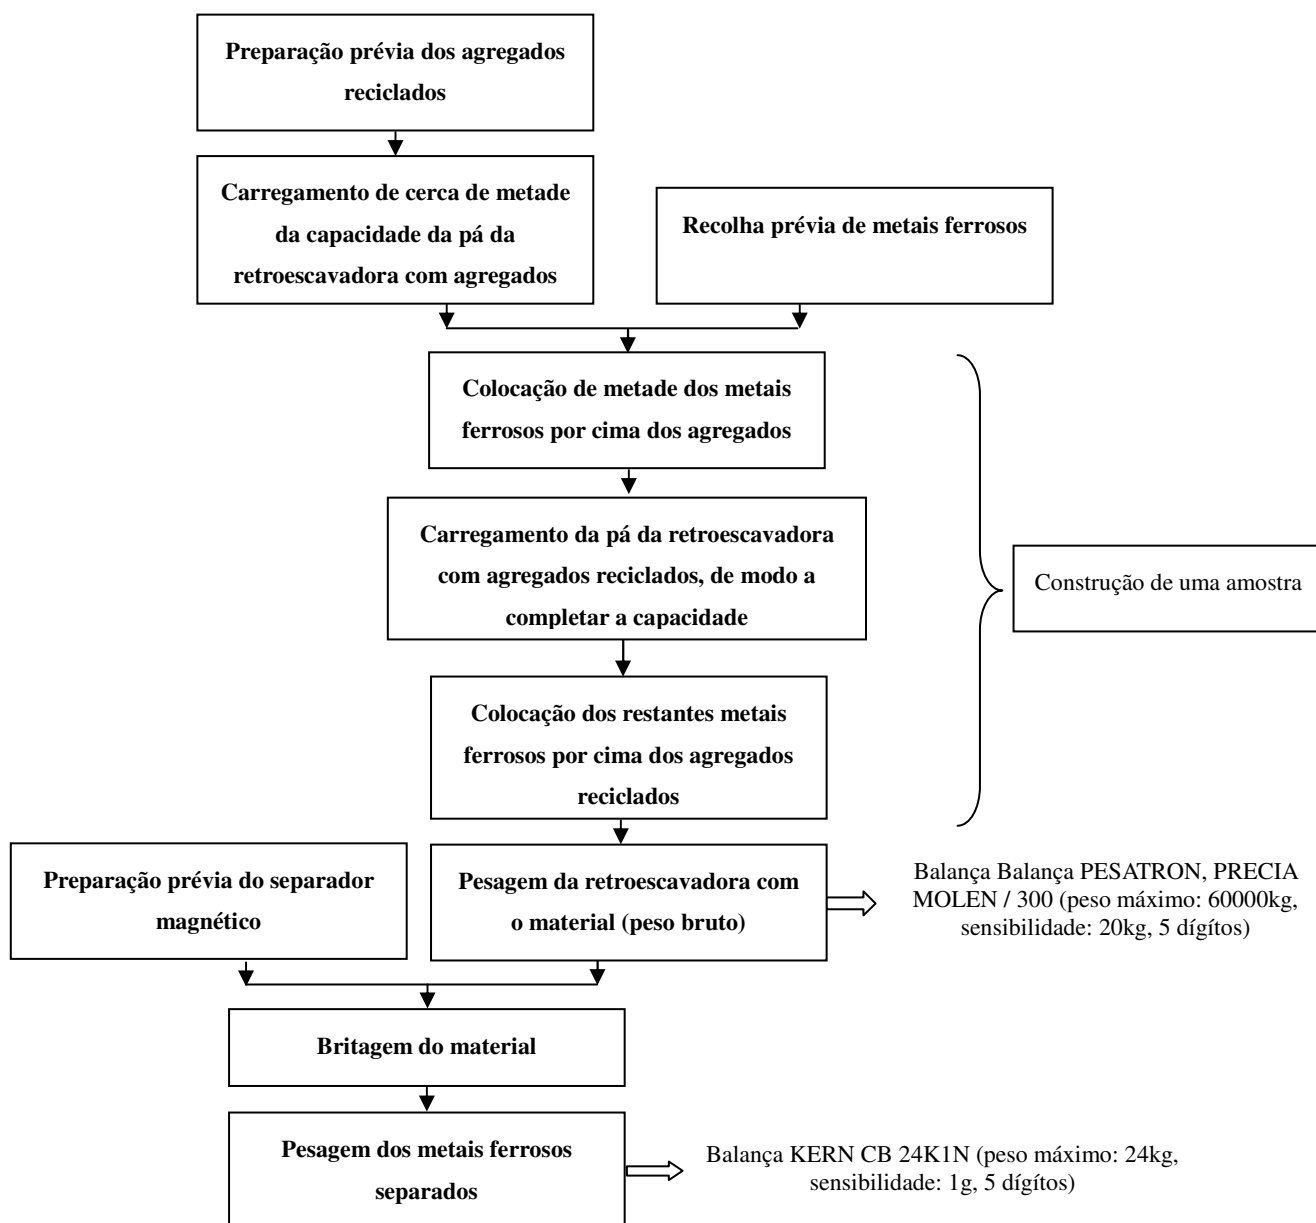 Preparação prévia dos agregados
reciclados
Carregamento de cerca de metade
da capacidade da pá da
retroescavadora com agregados
Recolha prévia de metais ferrosos
Colocação de metade dos metais
ferrosos por cima dos agregados
Carregamento da pá da retroescavadora
com agregados reciclados, de modo a
completar a capacidade
Construção de uma amostra
Colocação dos restantes metais
ferrosos por cima dos agregados
reciclados
Preparação prévia do separador
magnético
Pesagem da retroescavadora com
o material (peso bruto)
Balança Balança PESATRON, PRECIA
MOLEN / 300 (peso máximo: 60000kg,
sensibilidade: 20kg, 5 dígítos)
Britagem do material
Pesagem dos metais ferrosos
separados
Balança KERN CB 24K1N (peso máximo: 24kg,
sensibilidade: 1g, 5 dígítos)